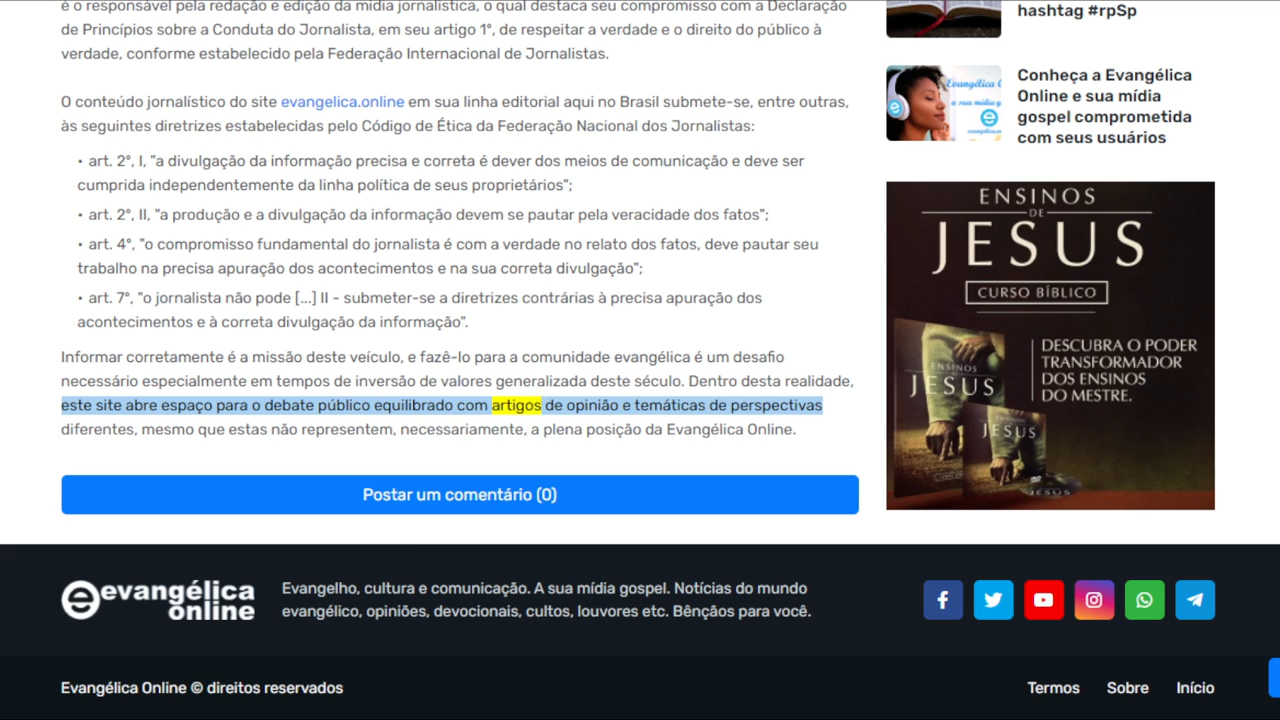 é o responsável pela redação e edição da mídia jornalística, o qual destaca seu compromisso com a Declaração
de Princípios sobre a Conduta do Jornalista, em seu artigo 1º, de respeitar a verdade e o direito do público à
verdade, conforme estabelecido pela Federação Internacional de Jornalistas.
O conteúdo jornalístico do site evangelica.online em sua linha editorial aqui no Brasil submete-se, entre outras,
às seguintes diretrizes estabelecidas pelo Código de Ética da Federação Nacional dos Jornalistas:
• art. 2º, I, "a divulgação da informação precisa e correta é dever dos meios de comunicação e deve ser
cumprida independentemente da linha política de seus proprietários";
• art. 2º, II, "a produção e a divulgação da informação devem se pautar pela veracidade dos fatos";
• art. 4º, "o compromisso fundamental do jornalista é com a verdade no relato dos fatos, deve pautar seu
trabalho na precisa apuração dos acontecimentos e na sua correta divulgação";
• art. 7º, "o jornalista não pode [...] II - submeter-se a diretrizes contrárias à precisa apuração dos
acontecimentos e à correta divulgação da informação".
Informar corretamente é a missão deste veículo, e fazê-lo para a comunidade evangélica é um desafio
necessário especialmente em tempos de inversão de valores generalizada deste século. Dentro desta realidade,
este site abre espaço para o debate público equilibrado com artigos de opinião e temáticas de perspectivas
diferentes, mesmo que estas não representem, necessariamente, a plena posição da Evangélica Online.
Postar um comentário (0)
hashtag #rpSp
Conheça a Evangélica
Online e sua mídia
gospel comprometida
com seus usuários
ENSINOS
DE
JESUS
CURSO BÍBLICO
DESCUBRA O PODER
TRANSFORMADOR
DOS ENSINOS
DO MESTRE.
ENSINOS
JESUS
JESUS
JESUS
evangélica
online
Evangelho, cultura e comunicação. A sua mídia gospel. Notícias do mundo
evangélico, opiniões, devocionais, cultos, louvores etc. Bênçãos para você.
Evangélica Online © direitos reservados
Termos Sobre Início